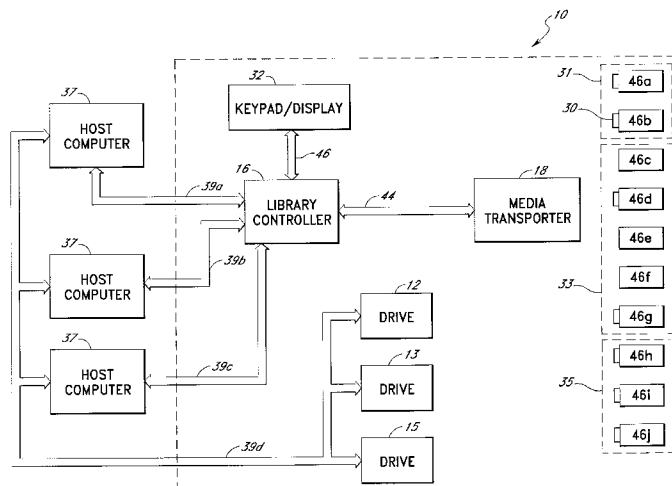 10
32
KEYPAD/DISPLAY
31
46a
30
46b
37
HOST
COMPUTER
46
16
LIBRARY
CONTROLLER
39a
44
18
MEDIA
TRANSPORTER
46c
46d
46e
46f
33
46g
37
HOST
COMPUTER
39b
12
DRIVE
37
HOST
COMPUTER
39c
13
DRIVE
35
46h
46i
46j
39d
15
DRIVE